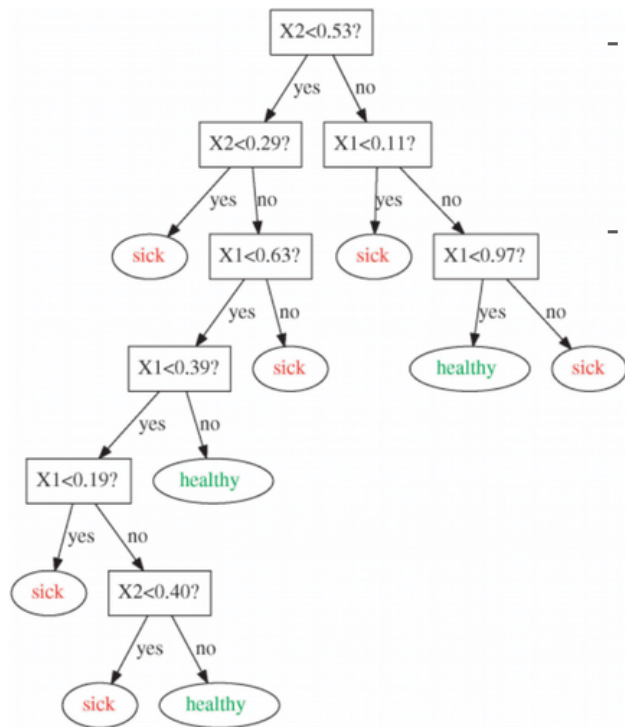 X2<0.53?
yes no
X2<0.29? X1<0.11?
yes no yes no
sick X1<0.63? sick X1<0.97?
yes no yes no
X1<0.39? sick healthy sick
yes no
X1<0.19? healthy
yes no
sick X2<0.40?
yes no
sick healthy